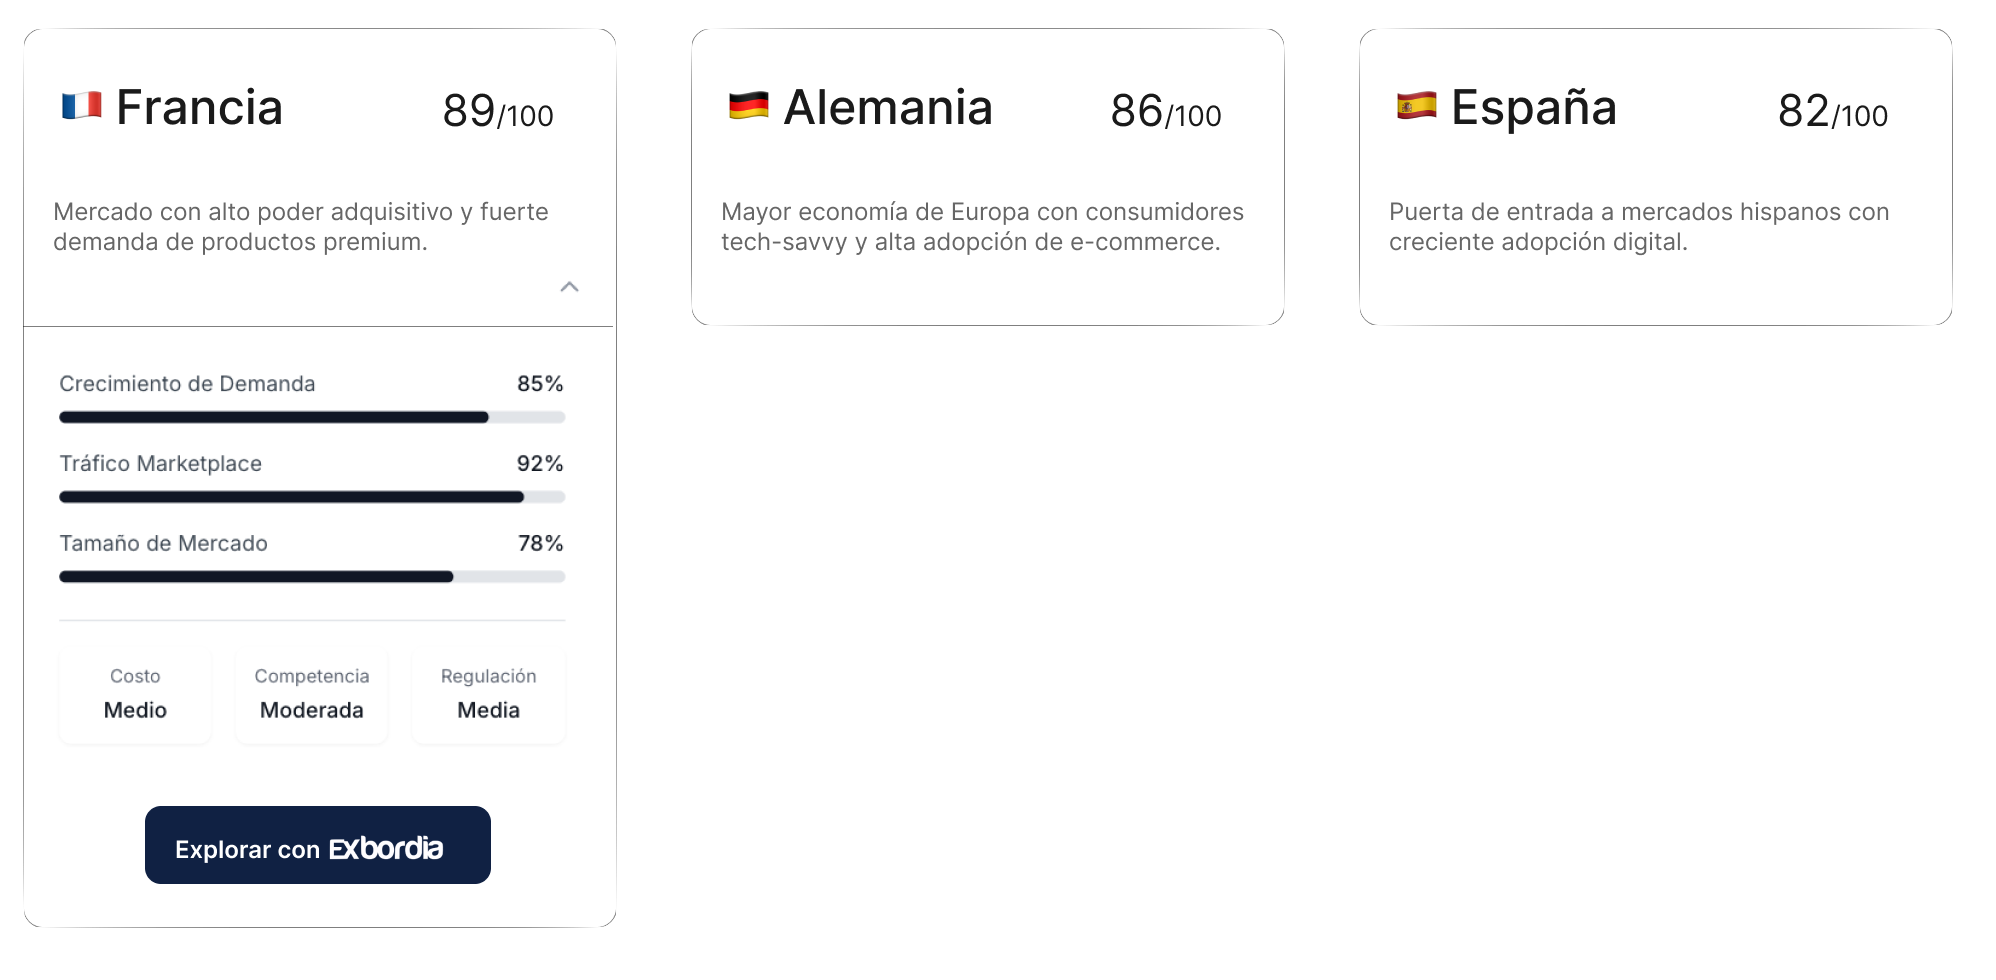 Francia 89/100
Mercado con alto poder adquisitivo y fuerte
demanda de productos premium.
Crecimiento de Demanda 85%
Tráfico Marketplace 92%
Tamaño de Mercado 78%
Costo
Medio
Competencia
Moderada
Regulación
Media
Explorar con Exbordia
Alemania 86/100
Mayor economía de Europa con consumidores
tech-savvy y alta adopción de e-commerce.
España 82/100
Puerta de entrada a mercados hispanos con
creciente adopción digital.